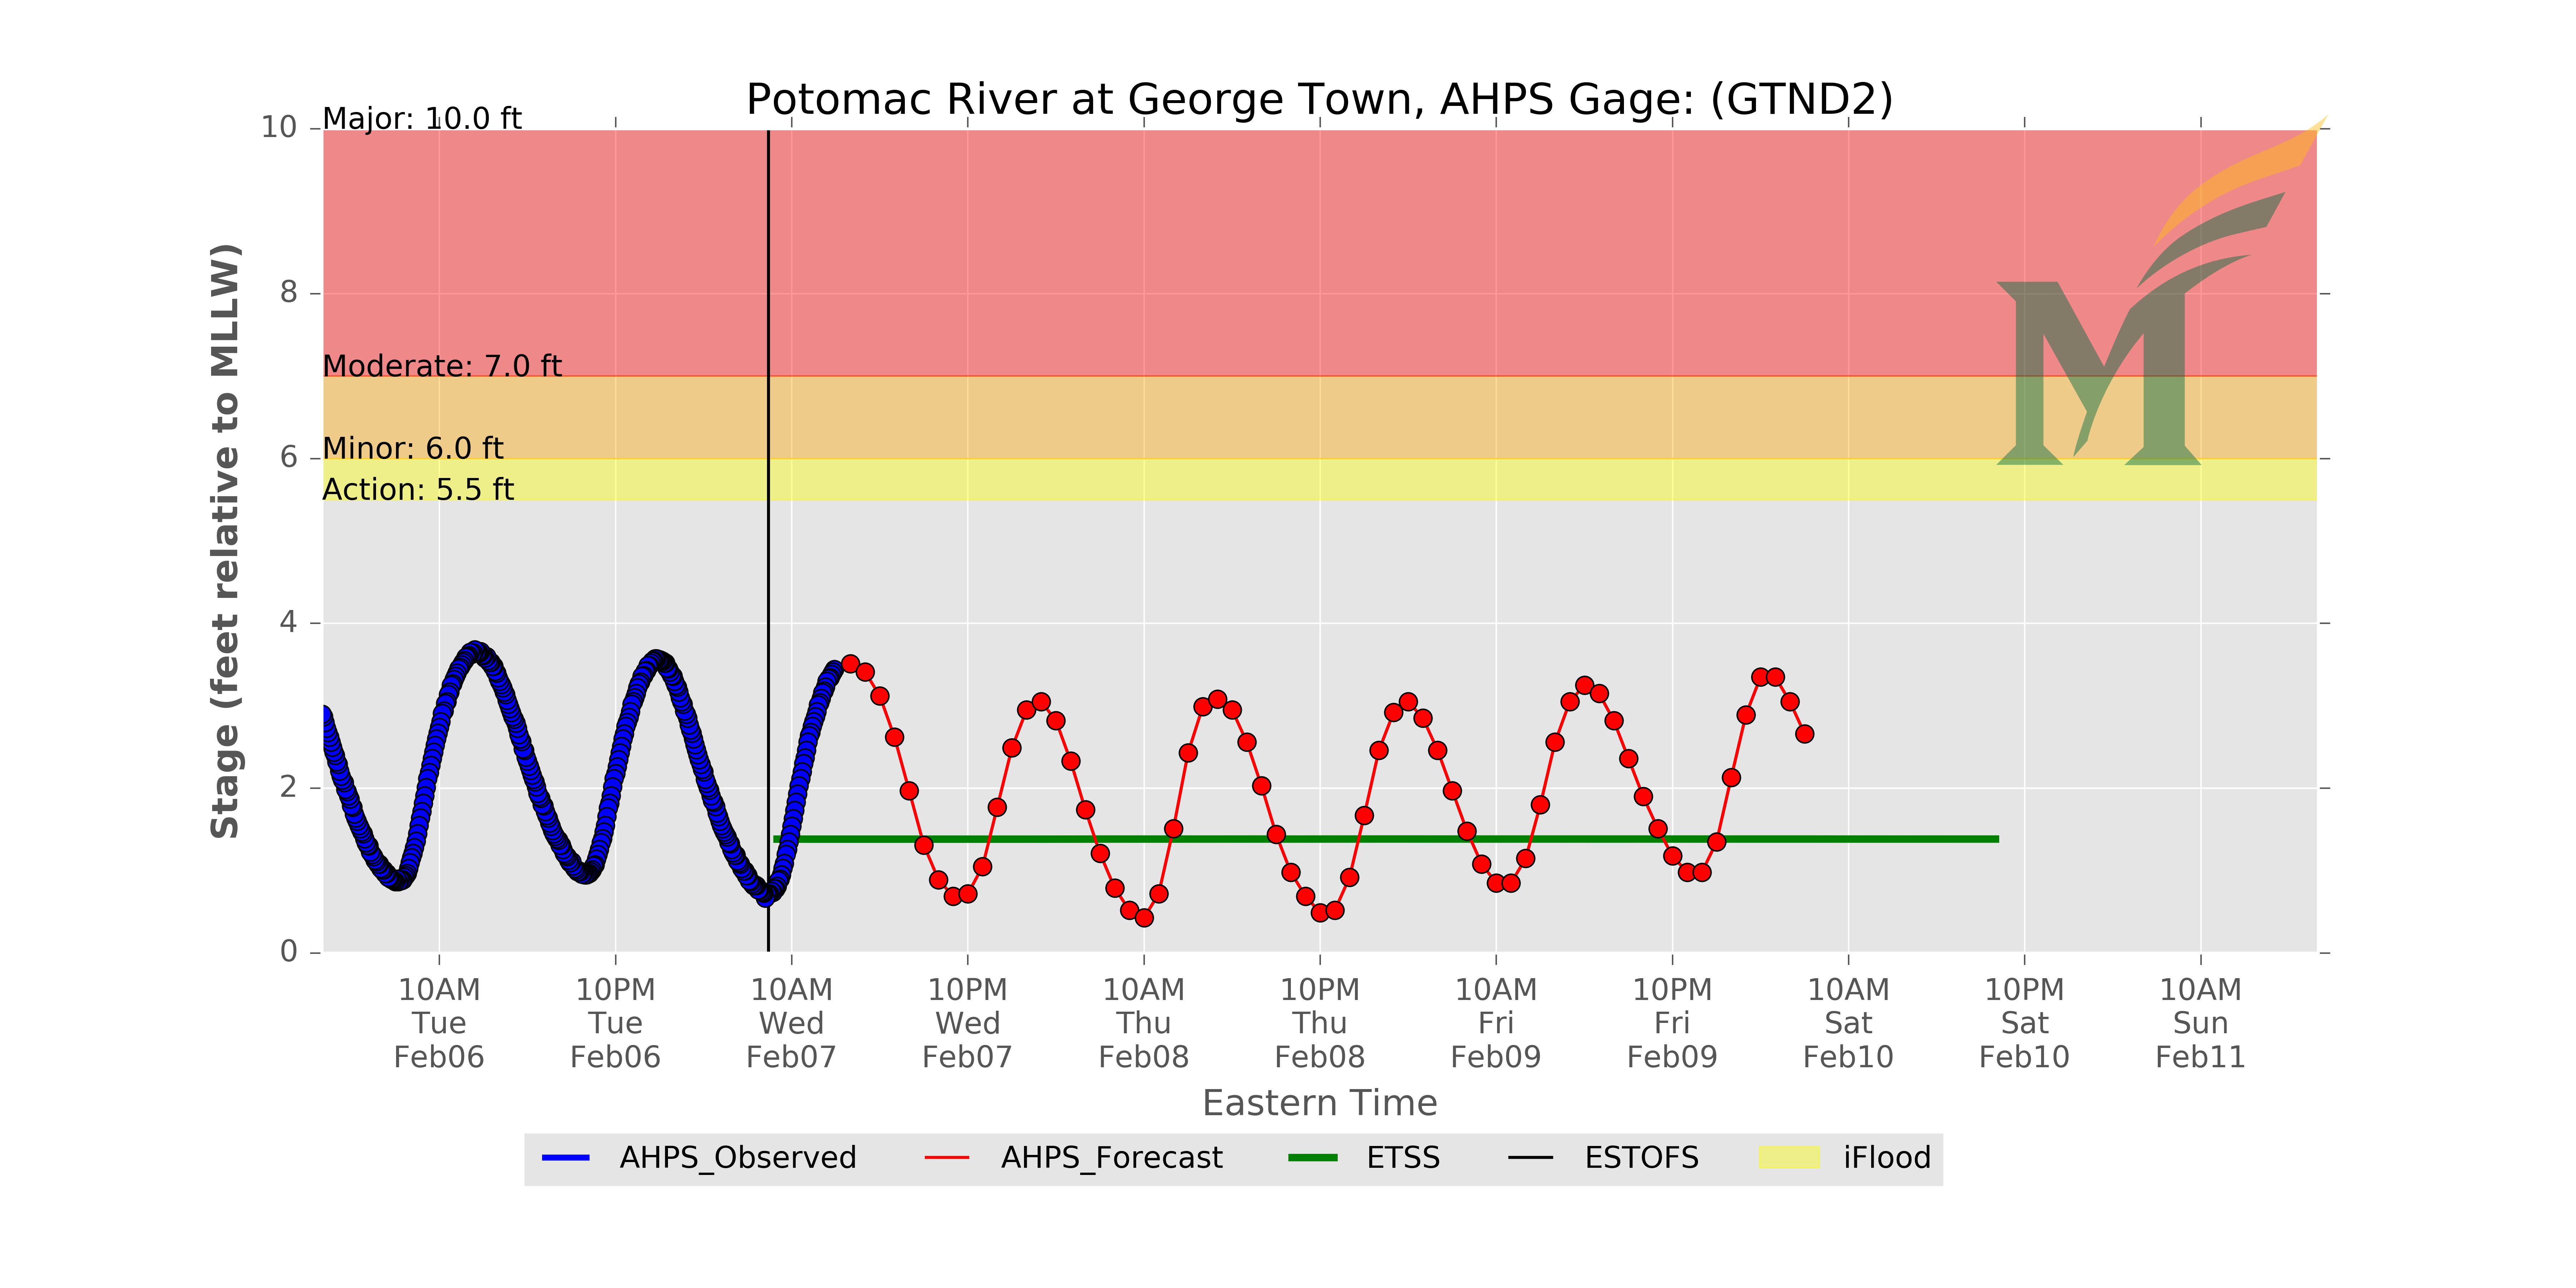 Potomac River at George Town, AHPS Gage: (GTND2)
Major: 10.0 ft
Moderate: 7.0 ft
Minor: 6.0 ft
Action: 5.5 ft
Stage (feet relative to MLLW)
10
8
6
4
2
0
10AM 10PM 10AM 10PM 10AM 10PM 10AM 10PM 10AM 10PM 10AM
Tue Tue Wed Wed Thu Thu Fri Fri Sat Sat Sun
Feb06 Feb06 Feb07 Feb07 Feb08 Feb08 Feb09 Feb09 Feb10 Feb10 Feb11
Eastern Time
AHPS_Observed AHPS_Forecast ETSS ESTOFS iFlood
M